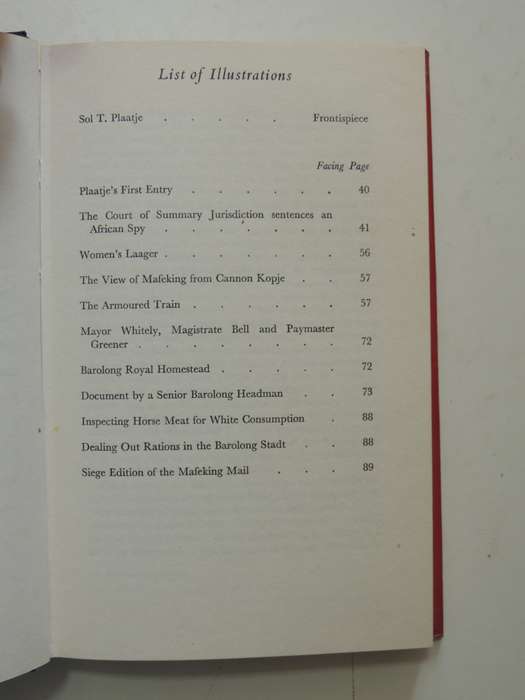 List of Illustrations
Sol T. Plaatje . . . . . Frontispiece
Facing Page
Plaatje's First Entry . . . . . . 40
The Court of Summary Jurisdiction sentences an
African Spy . . . . . . . 41
Women's Laager . . . . . . . 56
The View of Mafeking from Cannon Kopje . . 57
The Armoured Train . . . . . . 57
Mayor Whitely, Magistrate Bell and Paymaster
Greener . . . . . . . . 72
Barolong Royal Homestead . . . . . 72
Document by a Senior Barolong Headman . . 73
Inspecting Horse Meat for White Consumption . 88
Dealing Out Rations in the Barolong Stadt . . 88
Siege Edition of the Mafeking Mail . . . 89